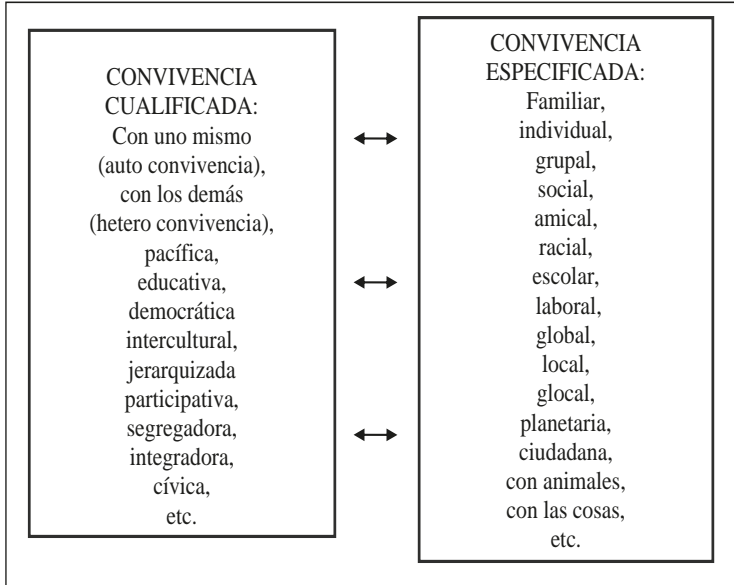 CONVIVENCIA
CUALIFICADA:
Con uno mismo
(auto convivencia),
con los demás
(hetero convivencia),
pacífica,
educativa,
democrática
intercultural,
jerarquizada
participativa,
segregadora,
integradora,
cívica,
etc.
CONVIVENCIA
ESPECIFICADA:
Familiar,
individual,
grupal,
social,
amical,
racial,
escolar,
laboral,
global,
local,
glocal,
planetaria,
ciudadana,
con animales,
con las cosas,
etc.